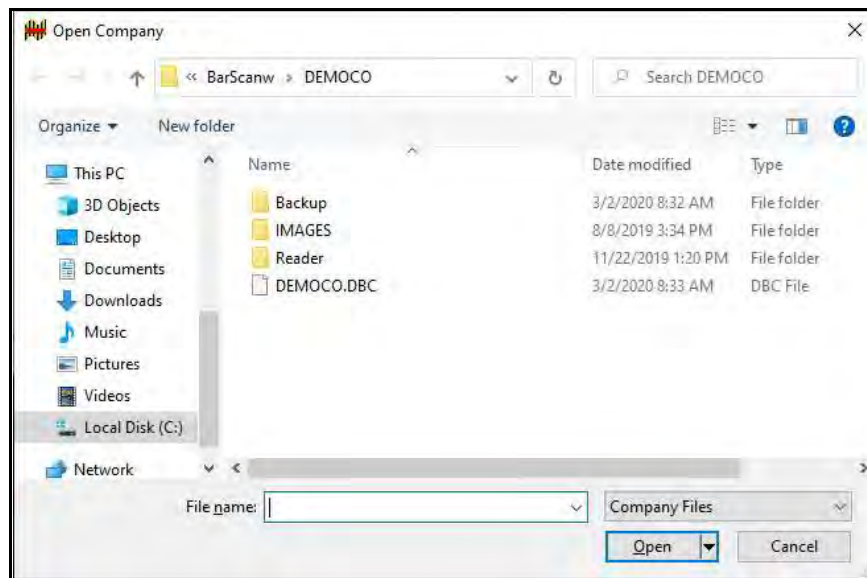 Open Company
« BarScanw › DEMOCO
Search DEMOCO
Organize
New folder
Name
Date modified
Type
This PC
3D Objects
Desktop
Documents
Downloads
Music
Pictures
Videos
Local Disk (C:)
Network
Backup 3/2/2020 8:32 AM File folder
IMAGES 8/8/2019 3:34 PM File folder
Reader 11/22/2019 1:20 PM File folder
DEMOCO.DBC 3/2/2020 8:33 AM DBC File
File name:
Company Files
Open
Cancel